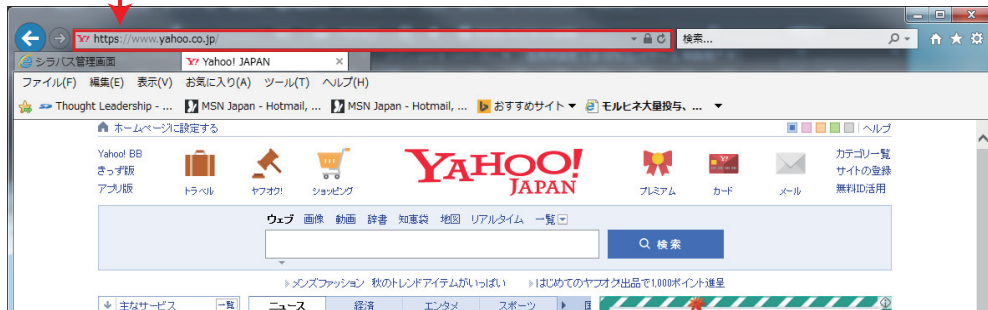 https://www.yahoo.co.jp/
検索...
シラバス管理画面
Y? Yahoo! JAPAN
ファイル(F) 編集(E) 表示(V) お気に入り(A) ツール(T) ヘルプ(H)
Thought Leadership - ... MSN Japan - Hotmail, ... MSN Japan - Hotmail, ... おすすめサイト▼ モルヒネ大量投与、... ▼
ホームページに設定する
ヘルプ
Yahoo! BB
きっず版
アプリ版
トラベル
ヤフオク!
ショッピング
YAHOO!
JAPAN
プレミアム
カード
メール
カテゴリ一覧
サイトの登録
無料ID活用
ウェブ 画像 動画 辞書 知恵袋 地図 リアルタイム 一覧
検索
メンズファッション 秋のトレンドアイテムがいっぱい はじめてのヤフオク出品で1,000ポイント進呈
主なサービス 一覧 ニュース 経済 エンタメ スポーツ